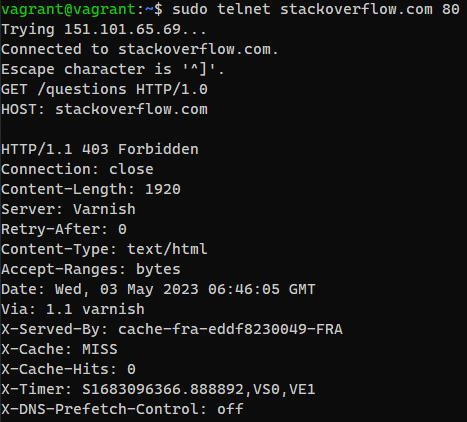 vagrant@vagrant:~$ sudo telnet stackoverflow.com 80
Trying 151.101.65.69...
Connected to stackoverflow.com.
Escape character is '^]'.
GET /questions HTTP/1.0
HOST: stackoverflow.com

HTTP/1.1 403 Forbidden
Connection: close
Content-Length: 1920
Server: Varnish
Retry-After: 0
Content-Type: text/html
Accept-Ranges: bytes
Date: Wed, 03 May 2023 06:46:05 GMT
Via: 1.1 varnish
X-Served-By: cache-fra-eddf8230049-FRA
X-Cache: MISS
X-Cache-Hits: 0
X-Timer: S1683096366.888892,VS0,VE1
X-DNS-Prefetch-Control: off